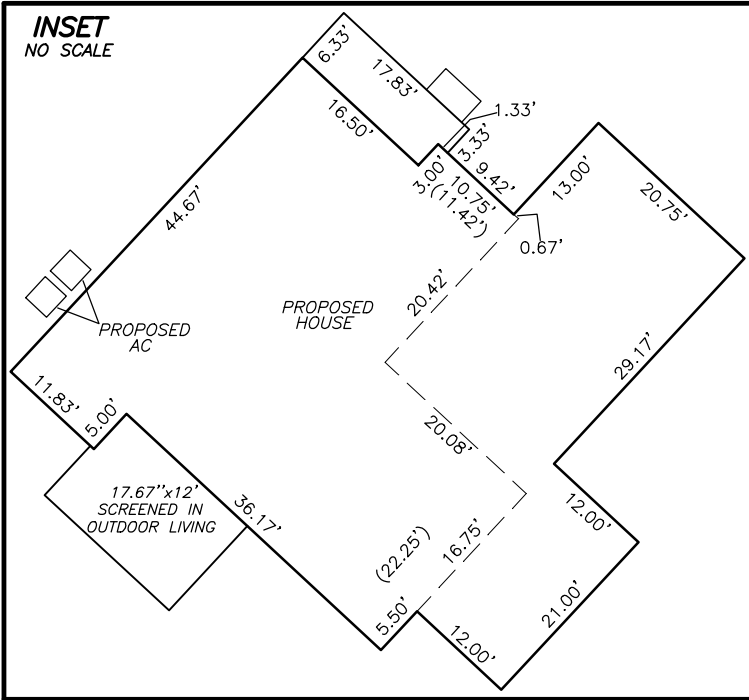 INSET
NO SCALE
6.33'
17.83'
16.50'
1.33'
3.33'
9.42'
3.00'
10.75'
(11.42')
13.00'
20.75'
0.67'
44.67'
20.42'
PROPOSED
HOUSE
PROPOSED
AC
29.17'
11.83'
5.00'
20.08'
17.67''x12'
SCREENED IN
OUTDOOR LIVING
36.17'
(22.25')
16.75'
12.00'
5.50'
12.00'
21.00'